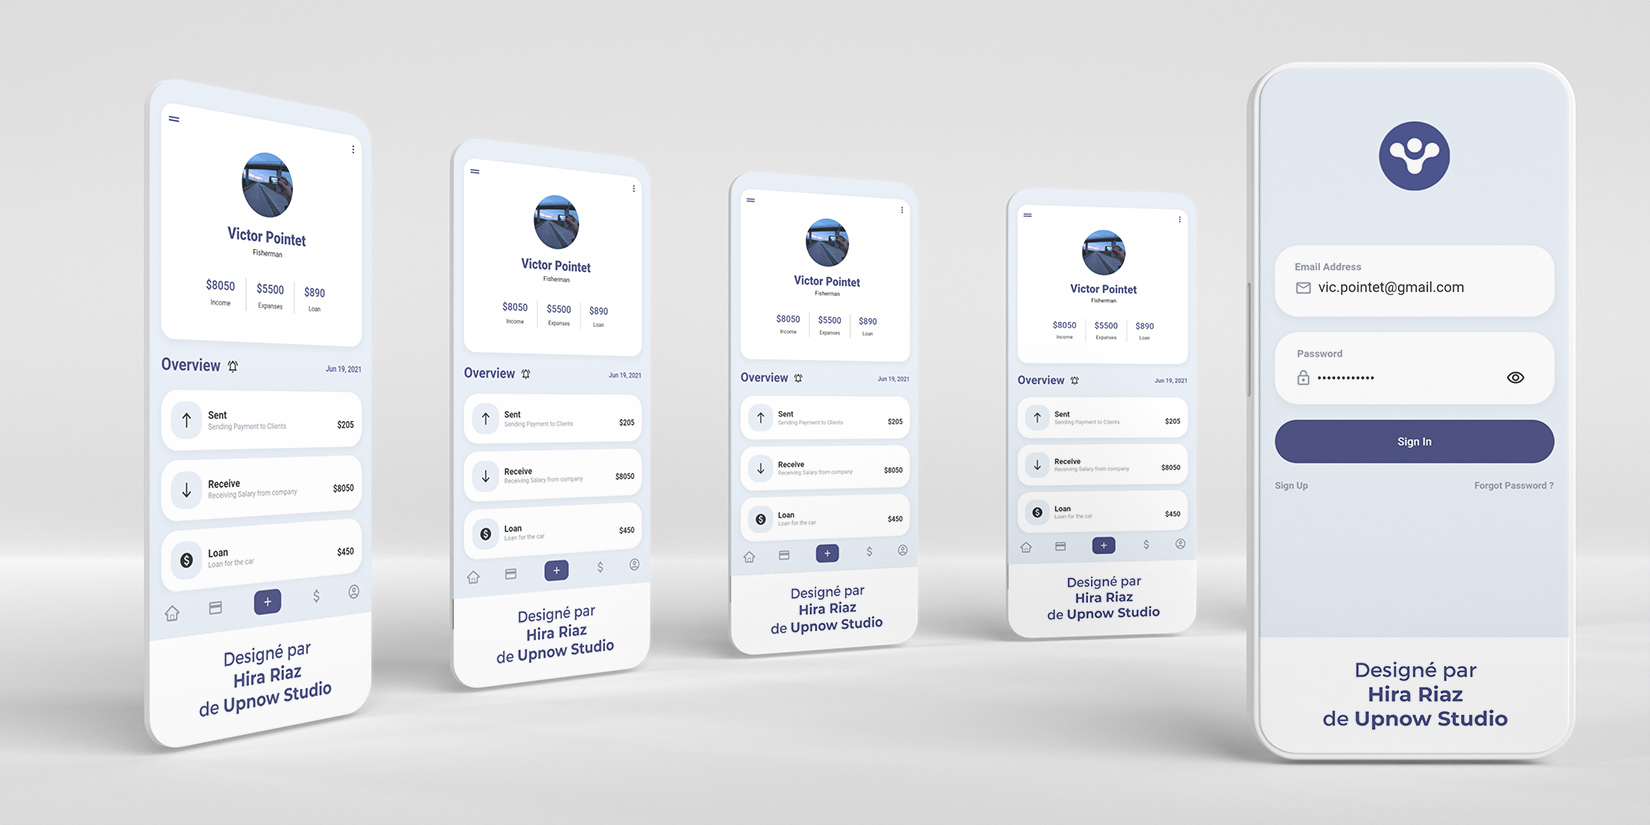 Victor Pointet
Fisherman
$8050 $5500 $890
Income Expanses Loan
Overview
Jun 19, 2021
Sent
Sending Payment to Clients
$205
Receive
Receiving Salary from company
$8050
Loan
Loan for the car
$450
Designé par
Hira Riaz
de Upnow Studio
Victor Pointet
Fisherman
$8050 $5500 $890
Income Expanses Loan
Overview
Jun 19, 2021
Sent
Sending Payment to Clients
$205
Receive
Receiving Salary from company
$8050
Loan
Loan for the car
$450
Designé par
Hira Riaz
de Upnow Studio
Victor Pointet
Fisherman
$8050 $5500 $890
Income Expanses Loan
Overview
Jun 19, 2021
Sent
Sending Payment to Clients
$205
Receive
Receiving Salary from company
$8050
Loan
Loan for the car
$450
Designé par
Hira Riaz
de Upnow Studio
Victor Pointet
Fisherman
$8050 $5500 $890
Income Expanses Loan
Overview
Jun 19, 2021
Sent
Sending Payment to Clients
$205
Receive
Receiving Salary from company
$8050
Loan
Loan for the car
$450
Designé par
Hira Riaz
de Upnow Studio
Email Address
vic.pointet@gmail.com
Password
••••••••••••
Sign In
Sign Up
Forgot Password ?
Designé par
Hira Riaz
de Upnow Studio